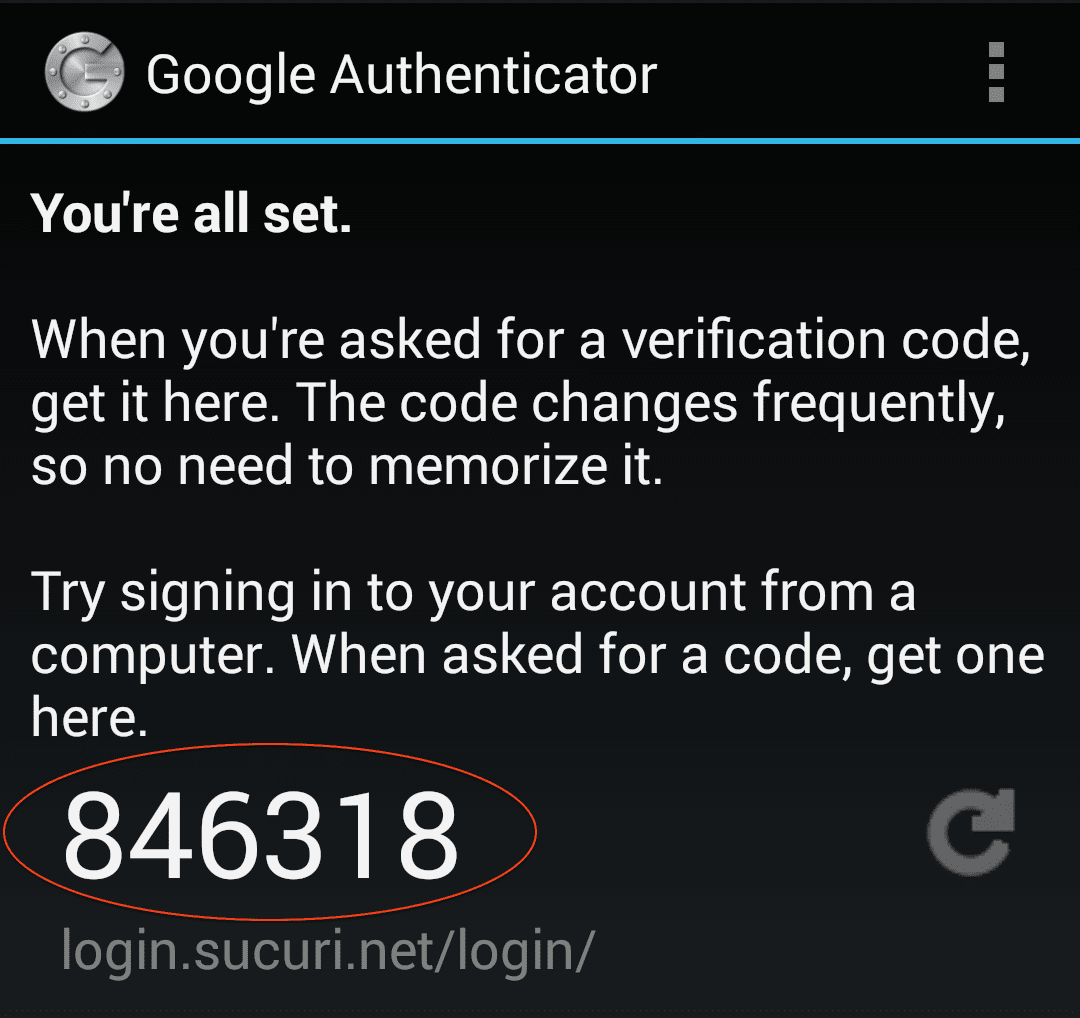 Google Authenticator
You're all set.
When you're asked for a verification code,
get it here. The code changes frequently,
so no need to memorize it.
Try signing in to your account from a
computer. When asked for a code, get one
here.
846318
login.sucuri.net/login/